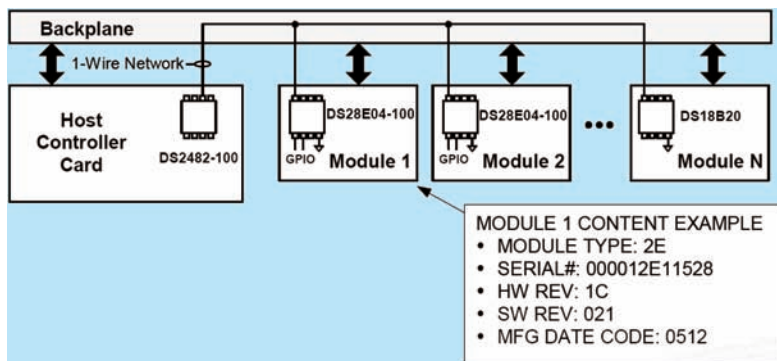 Backplane
1-Wire Network
Host
Controller
Card
DS2482-100
DS28E04-100
GPIO
Module 1
DS28E04-100
GPIO
Module 2
DS18B20
Module N
MODULE 1 CONTENT EXAMPLE
• MODULE TYPE: 2E
• SERIAL#: 000012E11528
• HW REV: 1C
• SW REV: 021
• MFG DATE CODE: 0512